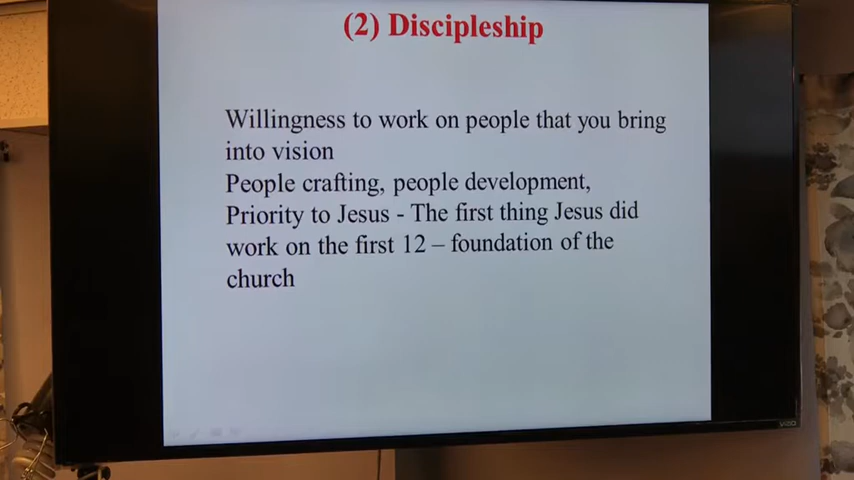 (2) Discipleship
Willingness to work on people that you bring
into vision
People crafting, people development,
Priority to Jesus - The first thing Jesus did
work on the first 12 – foundation of the
church
VIZIO